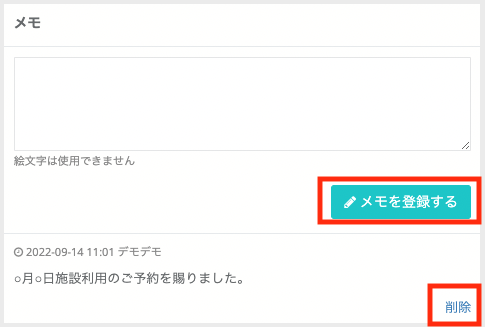 メモ
絵文字は使用できません
メモを登録する
2022-09-14 11:01 デモデモ
○月○日施設利用のご予約を賜りました。
削除